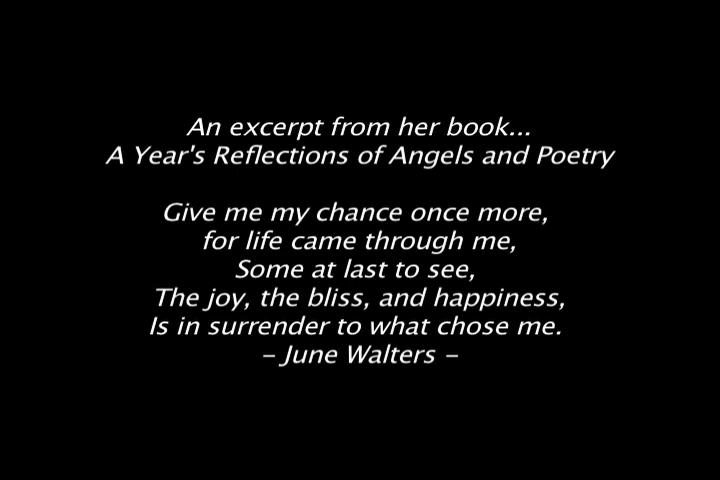 An excerpt from her book...
A Year's Reflections of Angels and Poetry
Give me my chance once more,
for life came through me,
Some at last to see,
The joy, the bliss, and happiness,
Is in surrender to what chose me.
– June Walters –